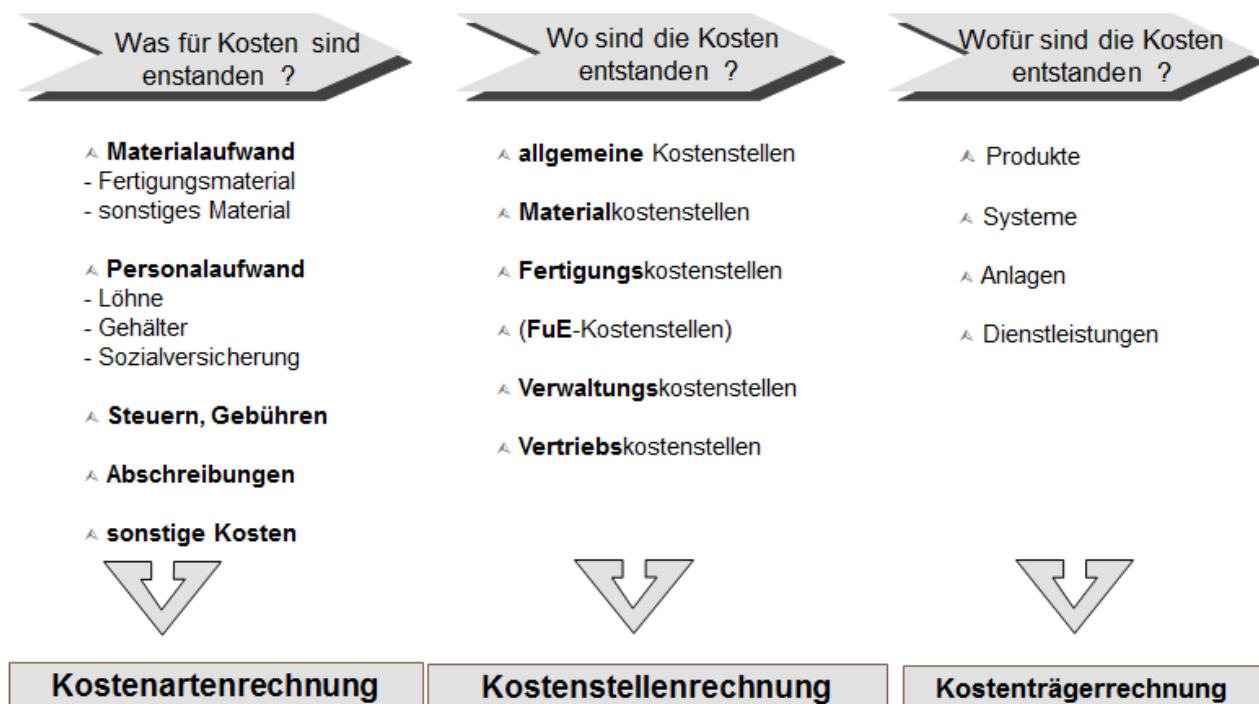 Was für Kosten sind
enstanden ?
Materialaufwand
- Fertigungsmaterial
- sonstiges Material
Personalaufwand
- Löhne
- Gehälter
- Sozialversicherung
Steuern, Gebühren
Abschreibungen
sonstige Kosten
Kostenartenrechnung
Wo sind die Kosten
entstanden ?
allgemeine Kostenstellen
Materialkostenstellen
Fertigungskostenstellen
(FuE-Kostenstellen)
Verwaltungskostenstellen
Vertriebskostenstellen
Kostenstellenrechnung
Wofür sind die Kosten
entstanden ?
Produkte
Systeme
Anlagen
Dienstleistungen
Kostenträgerrechnung